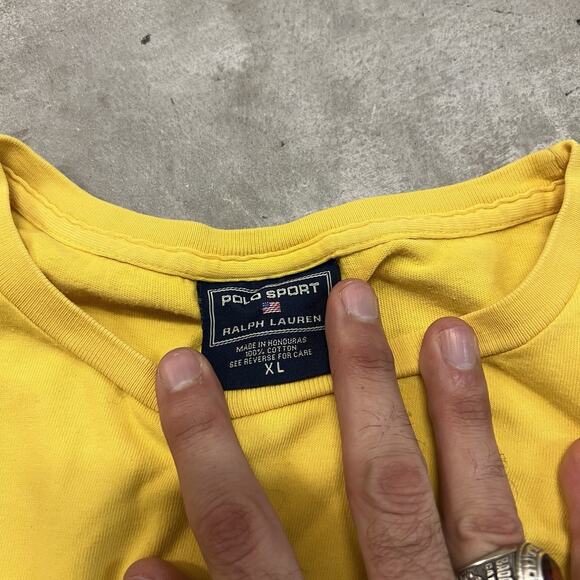 POLO SPORT
RALPH LAUREN
MADE IN HONDURAS
100% COTTON
SEE REVERSE FOR CARE
XL